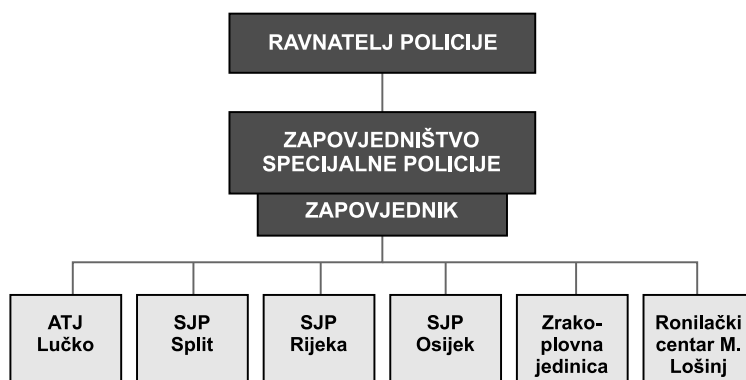 RAVNATELJ POLICIJE
ZAPOVJEDNIŠTVO
SPECIJALNE POLICIJE
ZAPOVJEDNIK
ATJ
Lučko
SJP
Split
SJP
Rijeka
SJP
Osijek
Zrako-
plovna
jedinica
Ronilački
centar M.
Lošinj